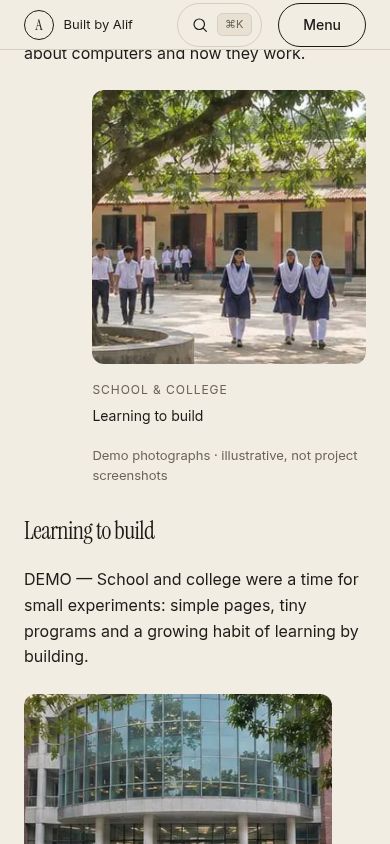 A
Built by Alif
⌘K
Menu
about computers and how they work.
SCHOOL & COLLEGE
Learning to build
Demo photographs · illustrative, not project
screenshots
Learning to build
DEMO — School and college were a time for
small experiments: simple pages, tiny
programs and a growing habit of learning by
building.